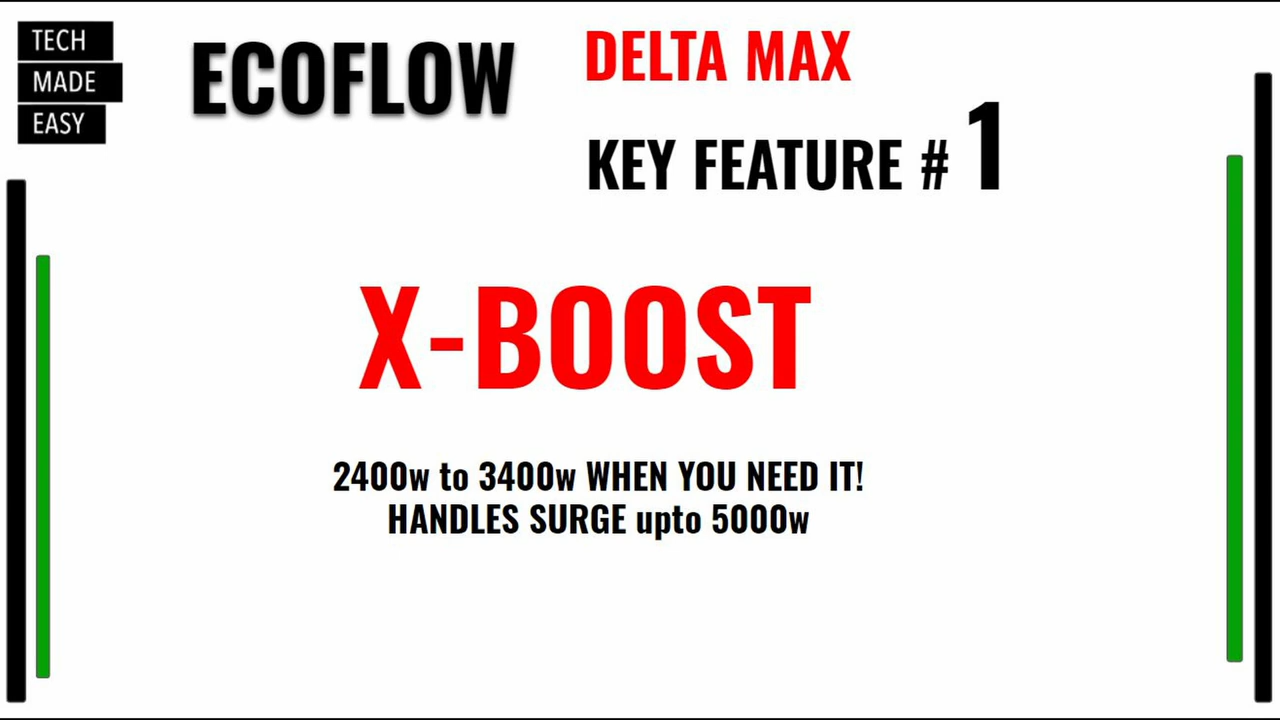 TECH
MADE
EASY
ECOFLOW
DELTA MAX
KEY FEATURE # 1
X-BOOST
2400w to 3400w WHEN YOU NEED IT!
HANDLES SURGE upto 5000w